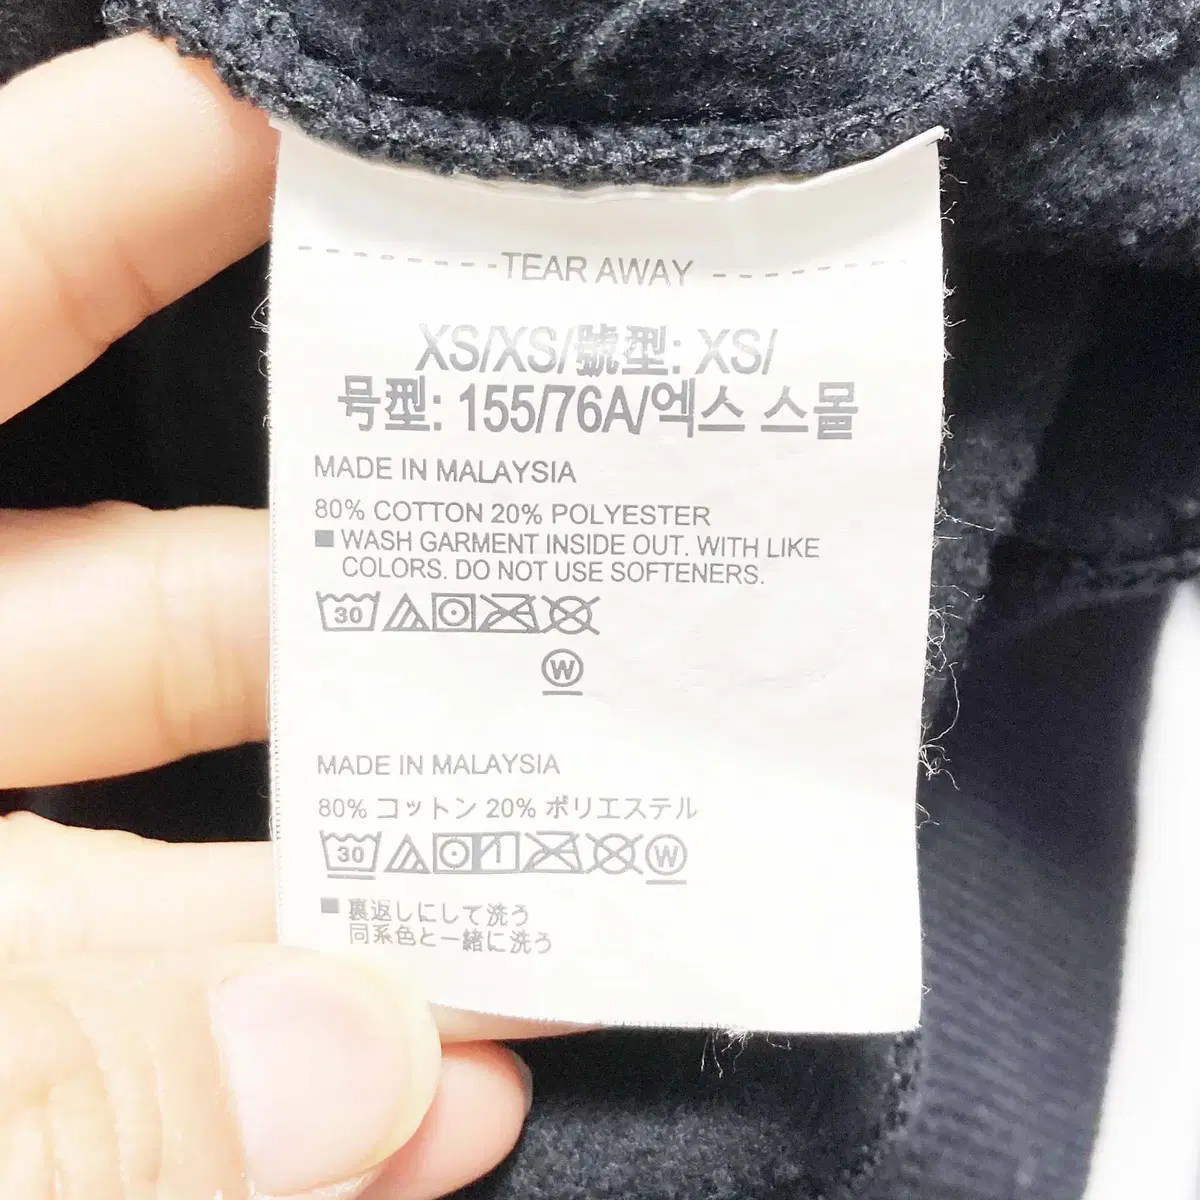 TEAR AWAY
XS/XS/號型: XS/
号型: 155/76A/엑스 스몰
MADE IN MALAYSIA
80% COTTON 20% POLYESTER
WASH GARMENT INSIDE OUT. WITH LIKE
COLORS. DO NOT USE SOFTENERS.
30
W
MADE IN MALAYSIA
80% コットン 20% ポリエステル
30 W
裏返しにして洗う
同系色と一緒に洗う